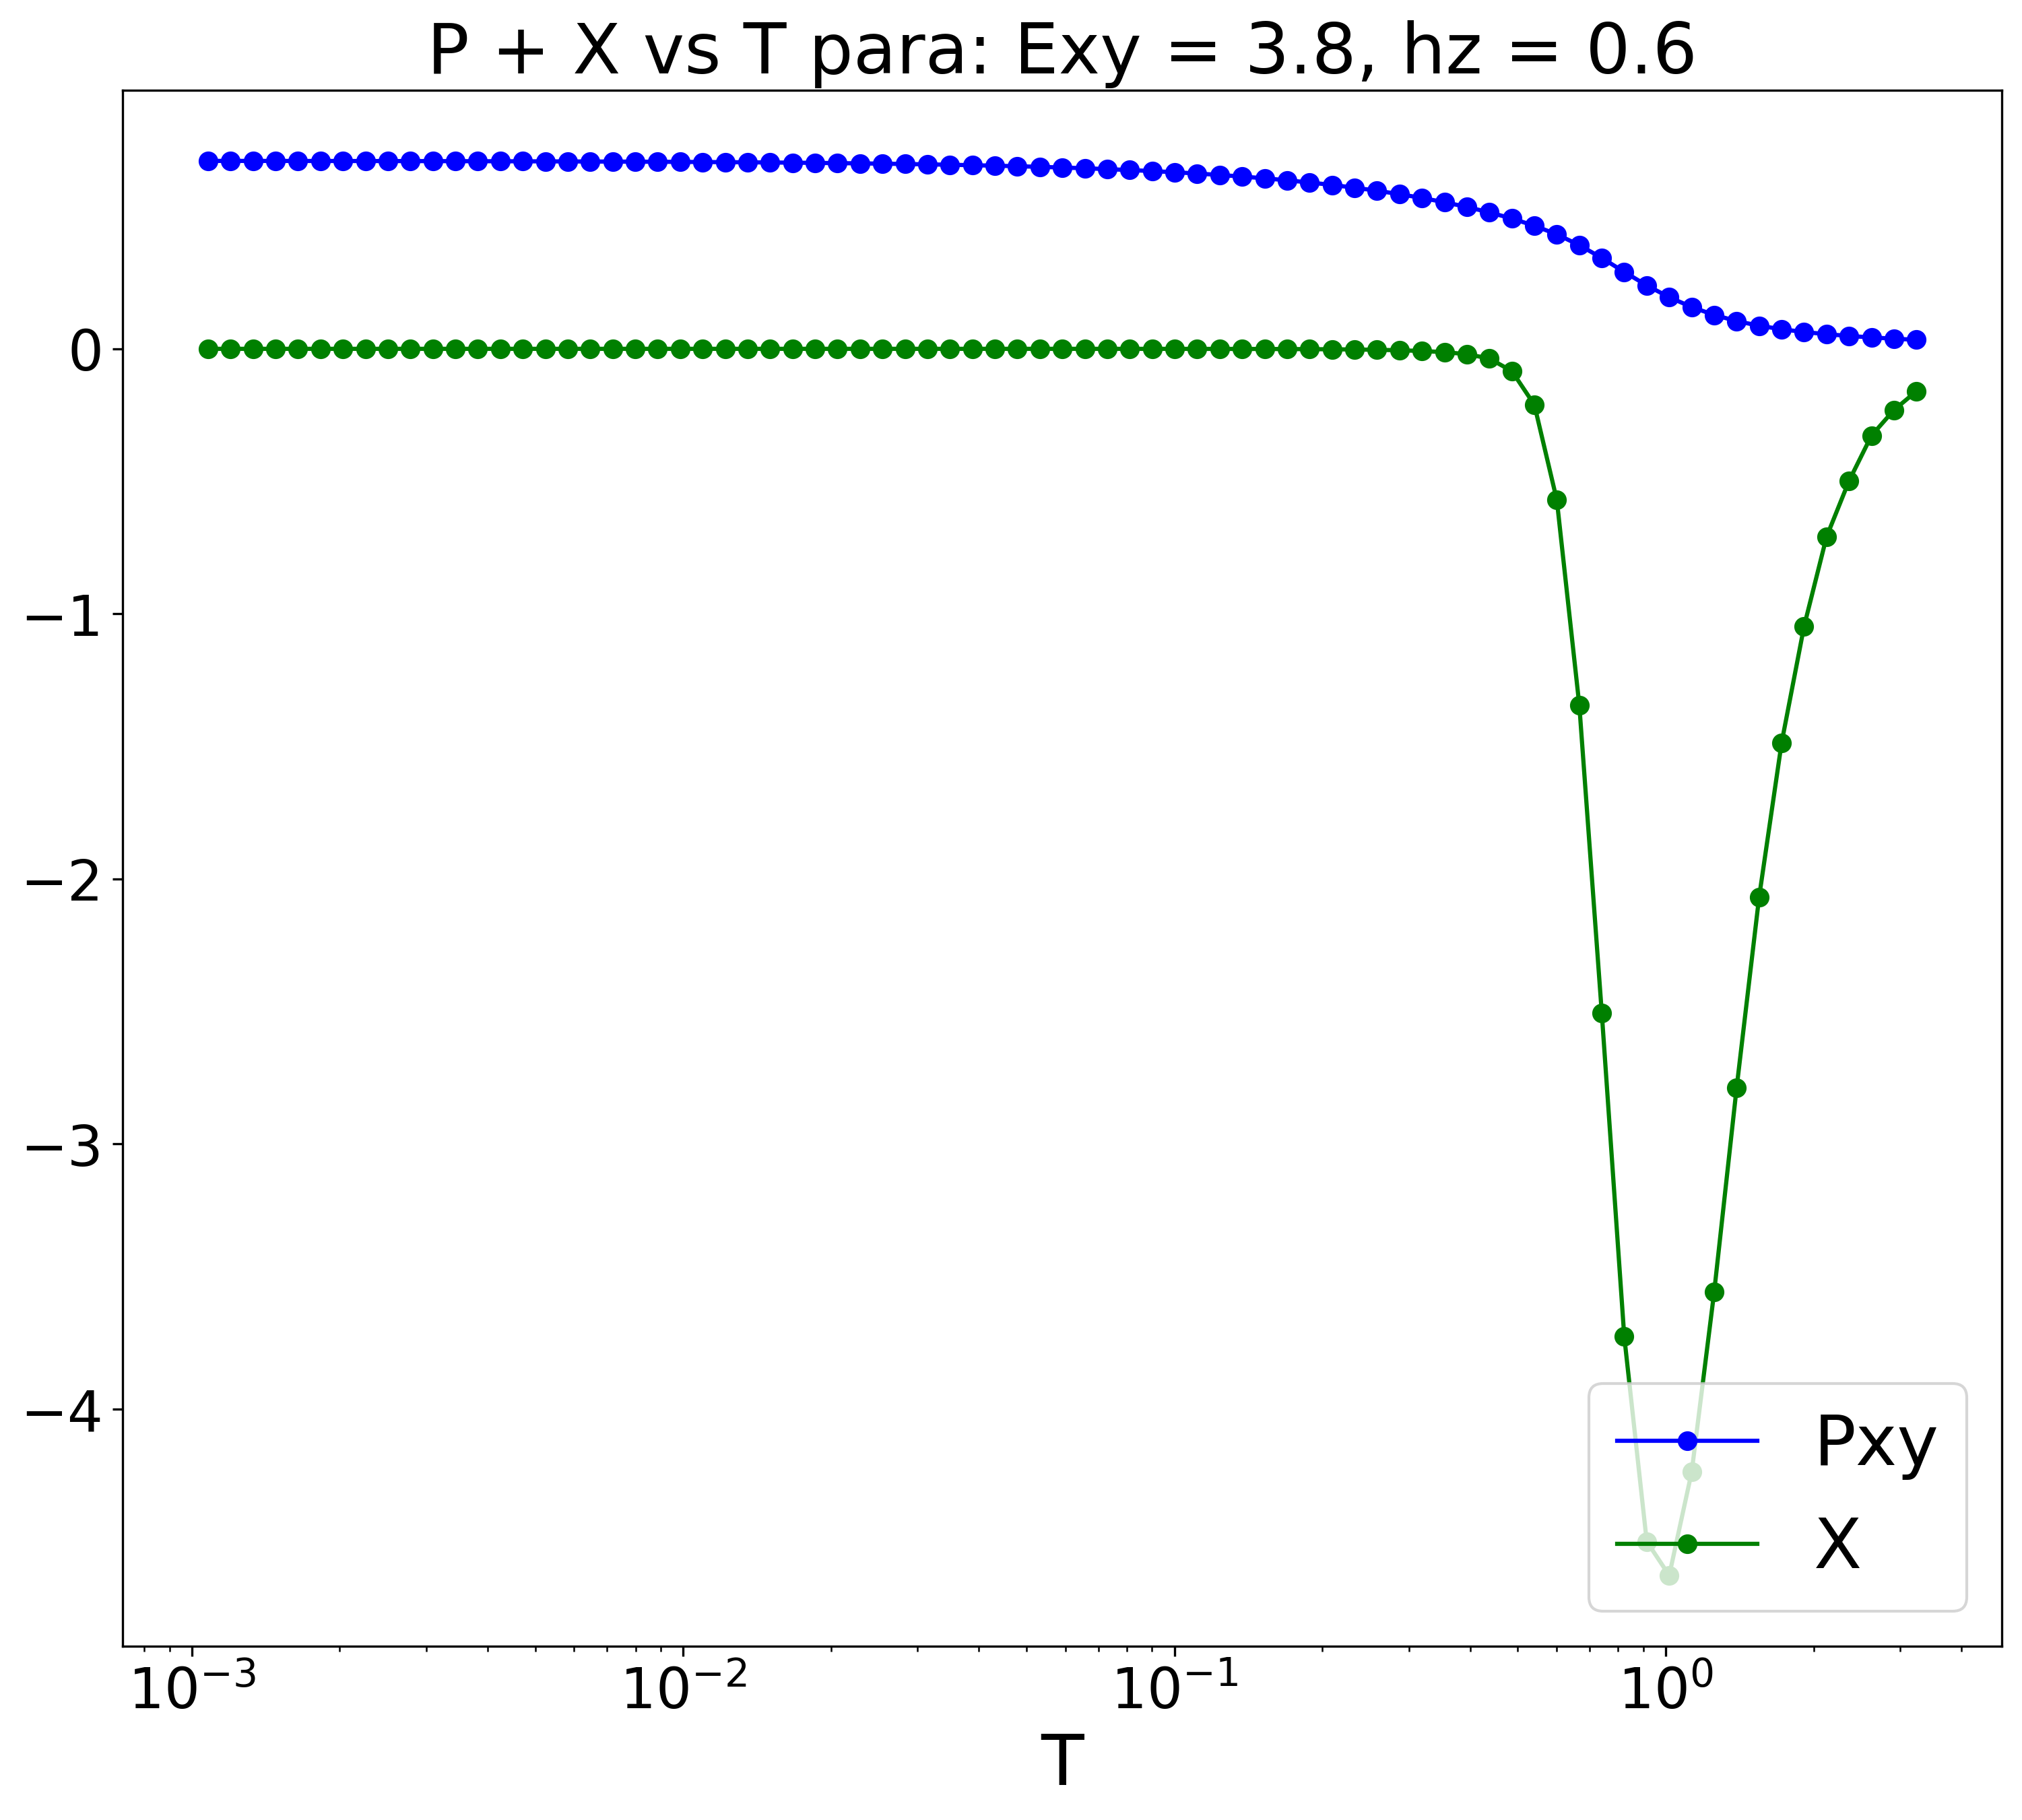 P + X vs T para: Exy = 3.8, hz = 0.6
0
−1
−2
−3
−4
Pxy
X
10⁻³ 10⁻² 10⁻¹ 10⁰
T